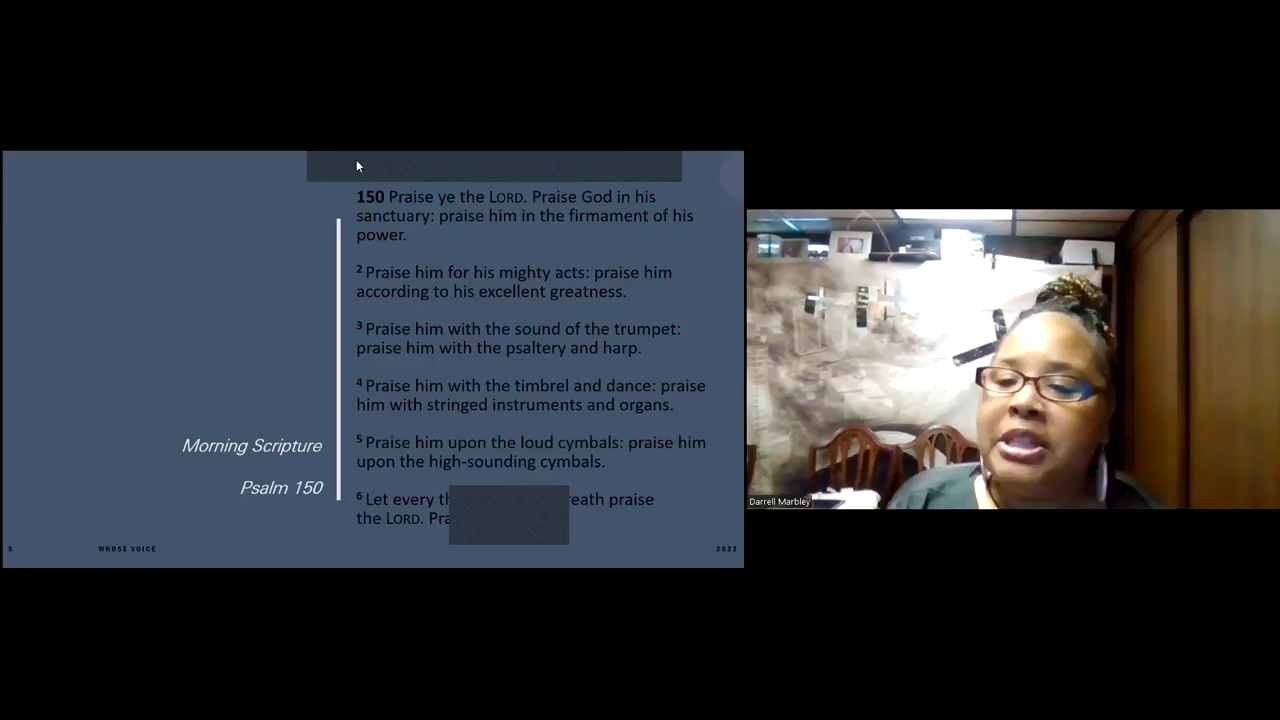 150 Praise ye the LORD. Praise God in his
sanctuary: praise him in the firmament of his
power.
2 Praise him for his mighty acts: praise him
according to his excellent greatness.
3 Praise him with the sound of the trumpet:
praise him with the psaltery and harp.
4 Praise him with the timbrel and dance: praise
him with stringed instruments and organs.
5 Praise him upon the loud cymbals: praise him
upon the high-sounding cymbals.
6 Let every praise
the LORD.
Morning Scripture
Psalm 150
5 WHOSE VOICE 2022
Darrell Marbley